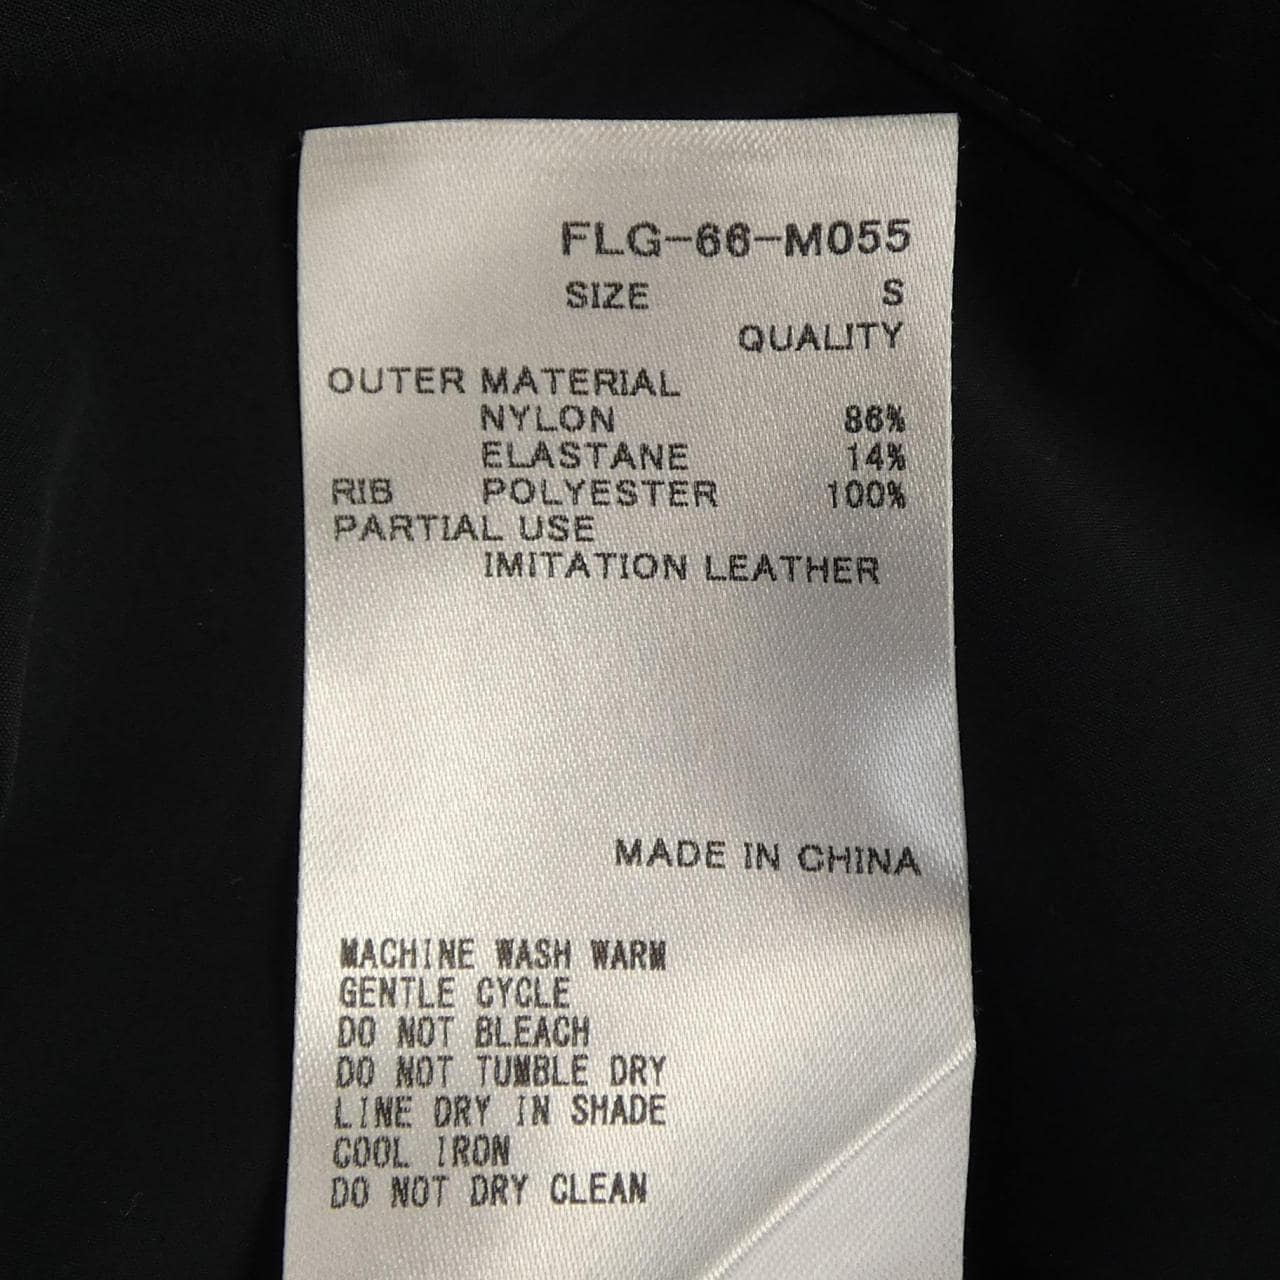 FLG-66-M055
SIZE S
QUALITY
OUTER MATERIAL
NYLON 86%
ELASTANE 14%
RIB POLYESTER 100%
PARTIAL USE
IMITATION LEATHER
MADE IN CHINA
MACHINE WASH WARM
GENTLE CYCLE
DO NOT BLEACH
DO NOT TUMBLE DRY
LINE DRY IN SHADE
COOL IRON
DO NOT DRY CLEAN